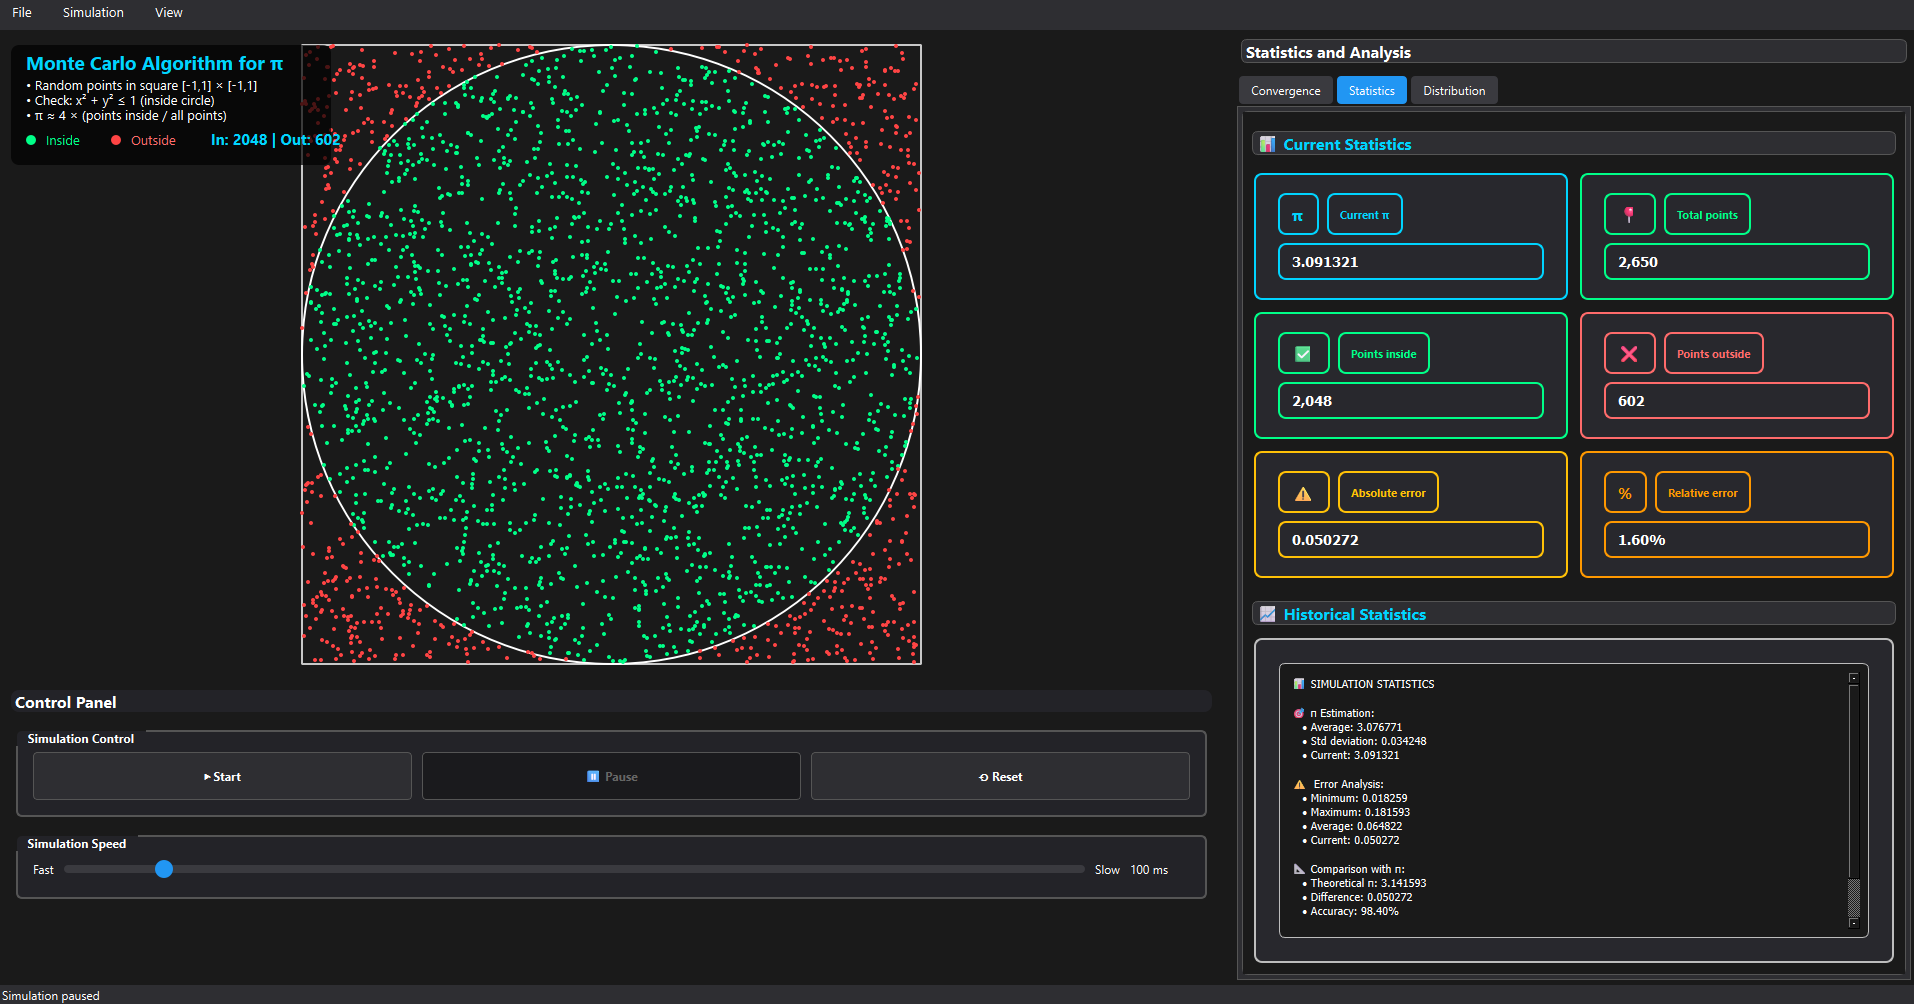 File Simulation View
Monte Carlo Algorithm for π
• Random points in square [-1,1] × [-1,1]
• Check: x² + y² ≤ 1 (inside circle)
• π ≈ 4 × (points inside / all points)
Inside Outside In: 2048 | Out: 602
Control Panel
Simulation Control
Start Pause Reset
Simulation Speed
Fast Slow 100 ms
Simulation paused
Statistics and Analysis
Convergence Statistics Distribution
Current Statistics
π Current π
3.091321
Total points
2,650
Points inside
2,048
Points outside
602
Absolute error
0.050272
% Relative error
1.60%
Historical Statistics
SIMULATION STATISTICS
π Estimation:
• Average: 3.076771
• Std deviation: 0.034248
• Current: 3.091321
Error Analysis:
• Minimum: 0.018259
• Maximum: 0.181593
• Average: 0.064822
• Current: 0.050272
Comparison with π:
• Theoretical π: 3.141593
• Difference: 0.050272
• Accuracy: 98.40%